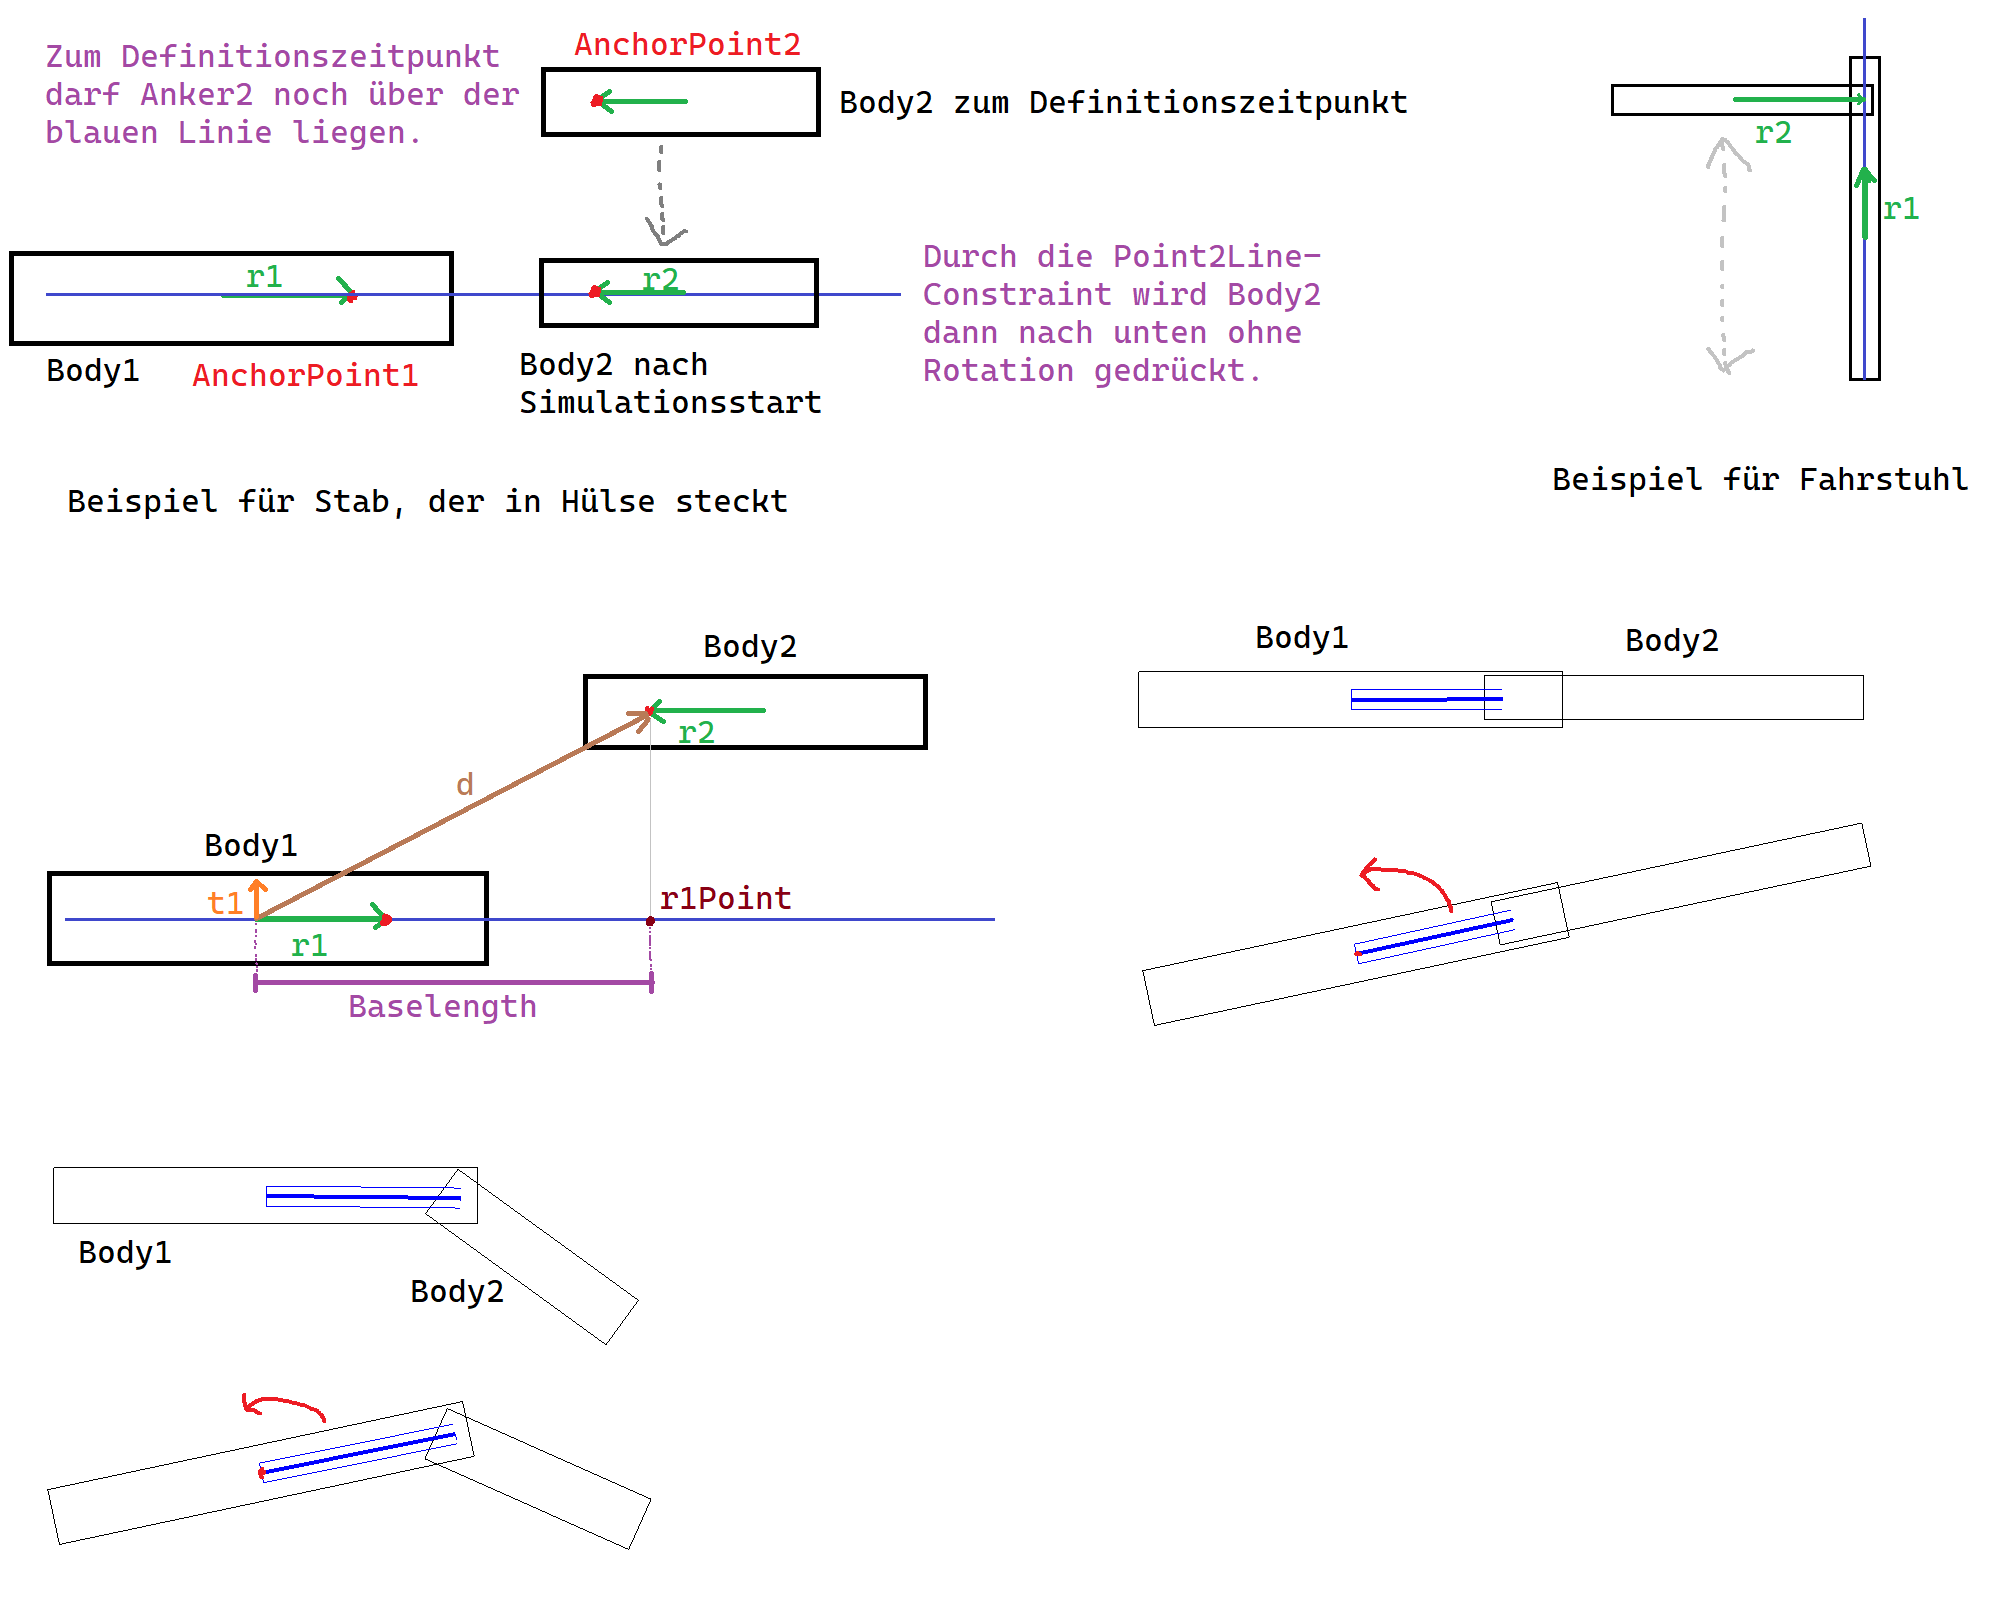 Zum Definitionszeitpunkt
darf Anker2 noch über der
blauen Linie liegen.
AnchorPoint2
Body2 zum Definitionszeitpunkt
r2
r1
r1
r2
Body1
AnchorPoint1
Body2 nach
Simulationsstart
Durch die Point2Line-
Constraint wird Body2
dann nach unten ohne
Rotation gedrückt.
Beispiel für Stab, der in Hülse steckt
Beispiel für Fahrstuhl
Body2
r2
d
Body1
t1
r1
r1Point
Baselength
Body1
Body2
Body1
Body2